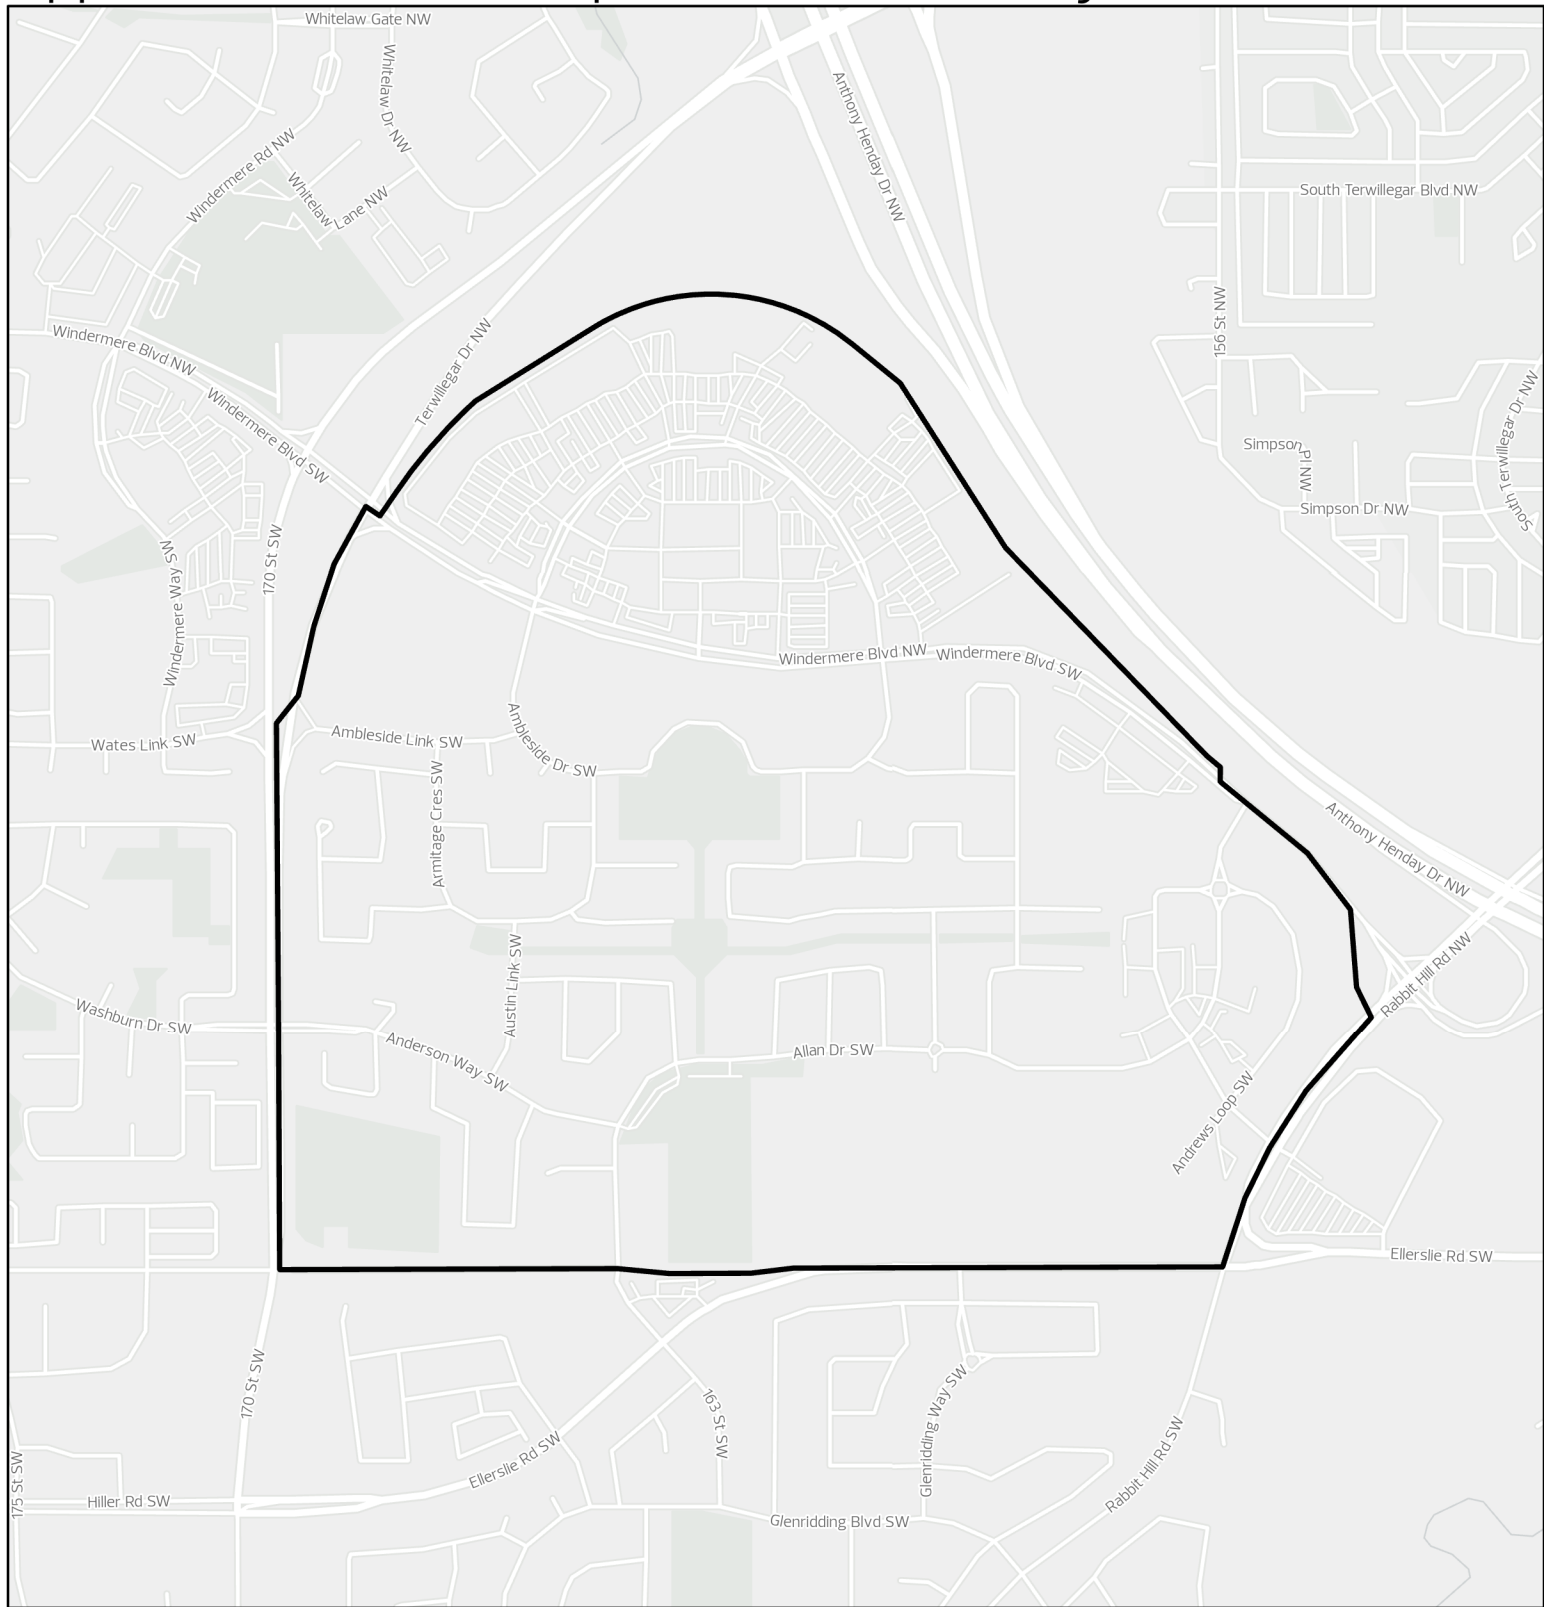 Whitelaw Gate NW
Whitelaw Dr NW
Anthony Henday Dr NW
Windermere Rd NW
Whitelaw
Lane NW
South Terwillegar Blvd NW
156 St NW
Windermere Blvd NW
Terwillegar Dr NW
Windermere Blvd SW
South Terwillegar Dr NW
Simpson
Pl NW
Simpson Dr NW
170 St SW
Windermere Way SW
Windermere Blvd NW
Windermere Blvd SW
Wates Link SW
Ambleside Link SW
Ambleside Dr SW
Armitage Cres SW
Anthony Henday Dr NW
Austin Link SW
Rabbit Hill Rd NW
Washburn Dr SW
Anderson Way SW
Allan Dr SW
Andrews Loop SW
Ellerslie Rd SW
170 St SW
163 St SW
Glenridding Way SW
Ellerslie Rd SW
Rabbit Hill Rd SW
175 St SW
Hiller Rd SW
Glenridding Blvd SW